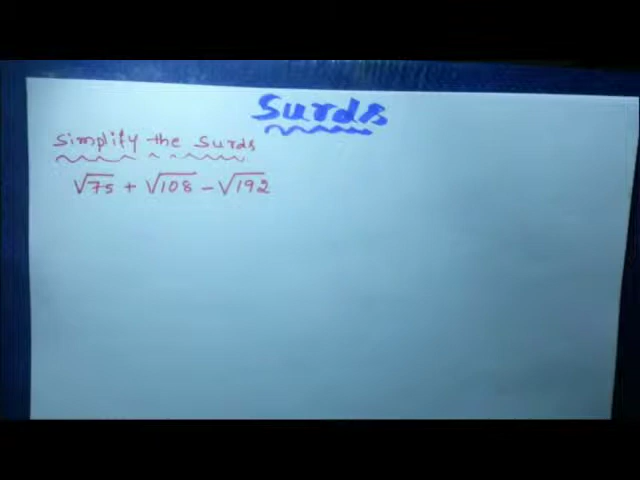 Surds
Simplify the Surds
√75 + √108 - √192